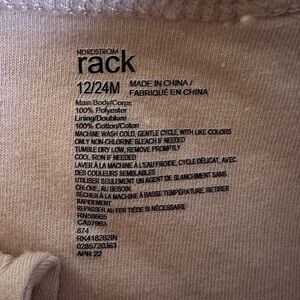 NORDSTROM
rack
12/24M MADE IN CHINA /
FABRIQUÉ EN CHINA
Main Body/Corps
100% Polyester
Lining/Doublure
100% Cotton/Coton
MACHINE WASH COLD, GENTLE CYCLE, WITH LIKE COLORS
ONLY NON-CHLORINE BLEACH IF NEEDED
TUMBLE DRY LOW, REMOVE PROMPTLY
COOL IRON IF NEEDED
LAVER À LA MACHINE À L'EAU FROIDE, CYCLE DÉLICAT, AVEC
DES COULEURS SEMBLABLES
UTILISER SEULEMENT UN AGENT DE BLANCHIMENT SANS
CHLORE, AU BESOIN
SÉCHER À LA MACHINE À BASSE TEMPÉRATURE, RETIRER
RAPIDEMENT
REPASSER AU FER TIÈDE SI NÉCESSAIRE
874
0285720363
APR 22